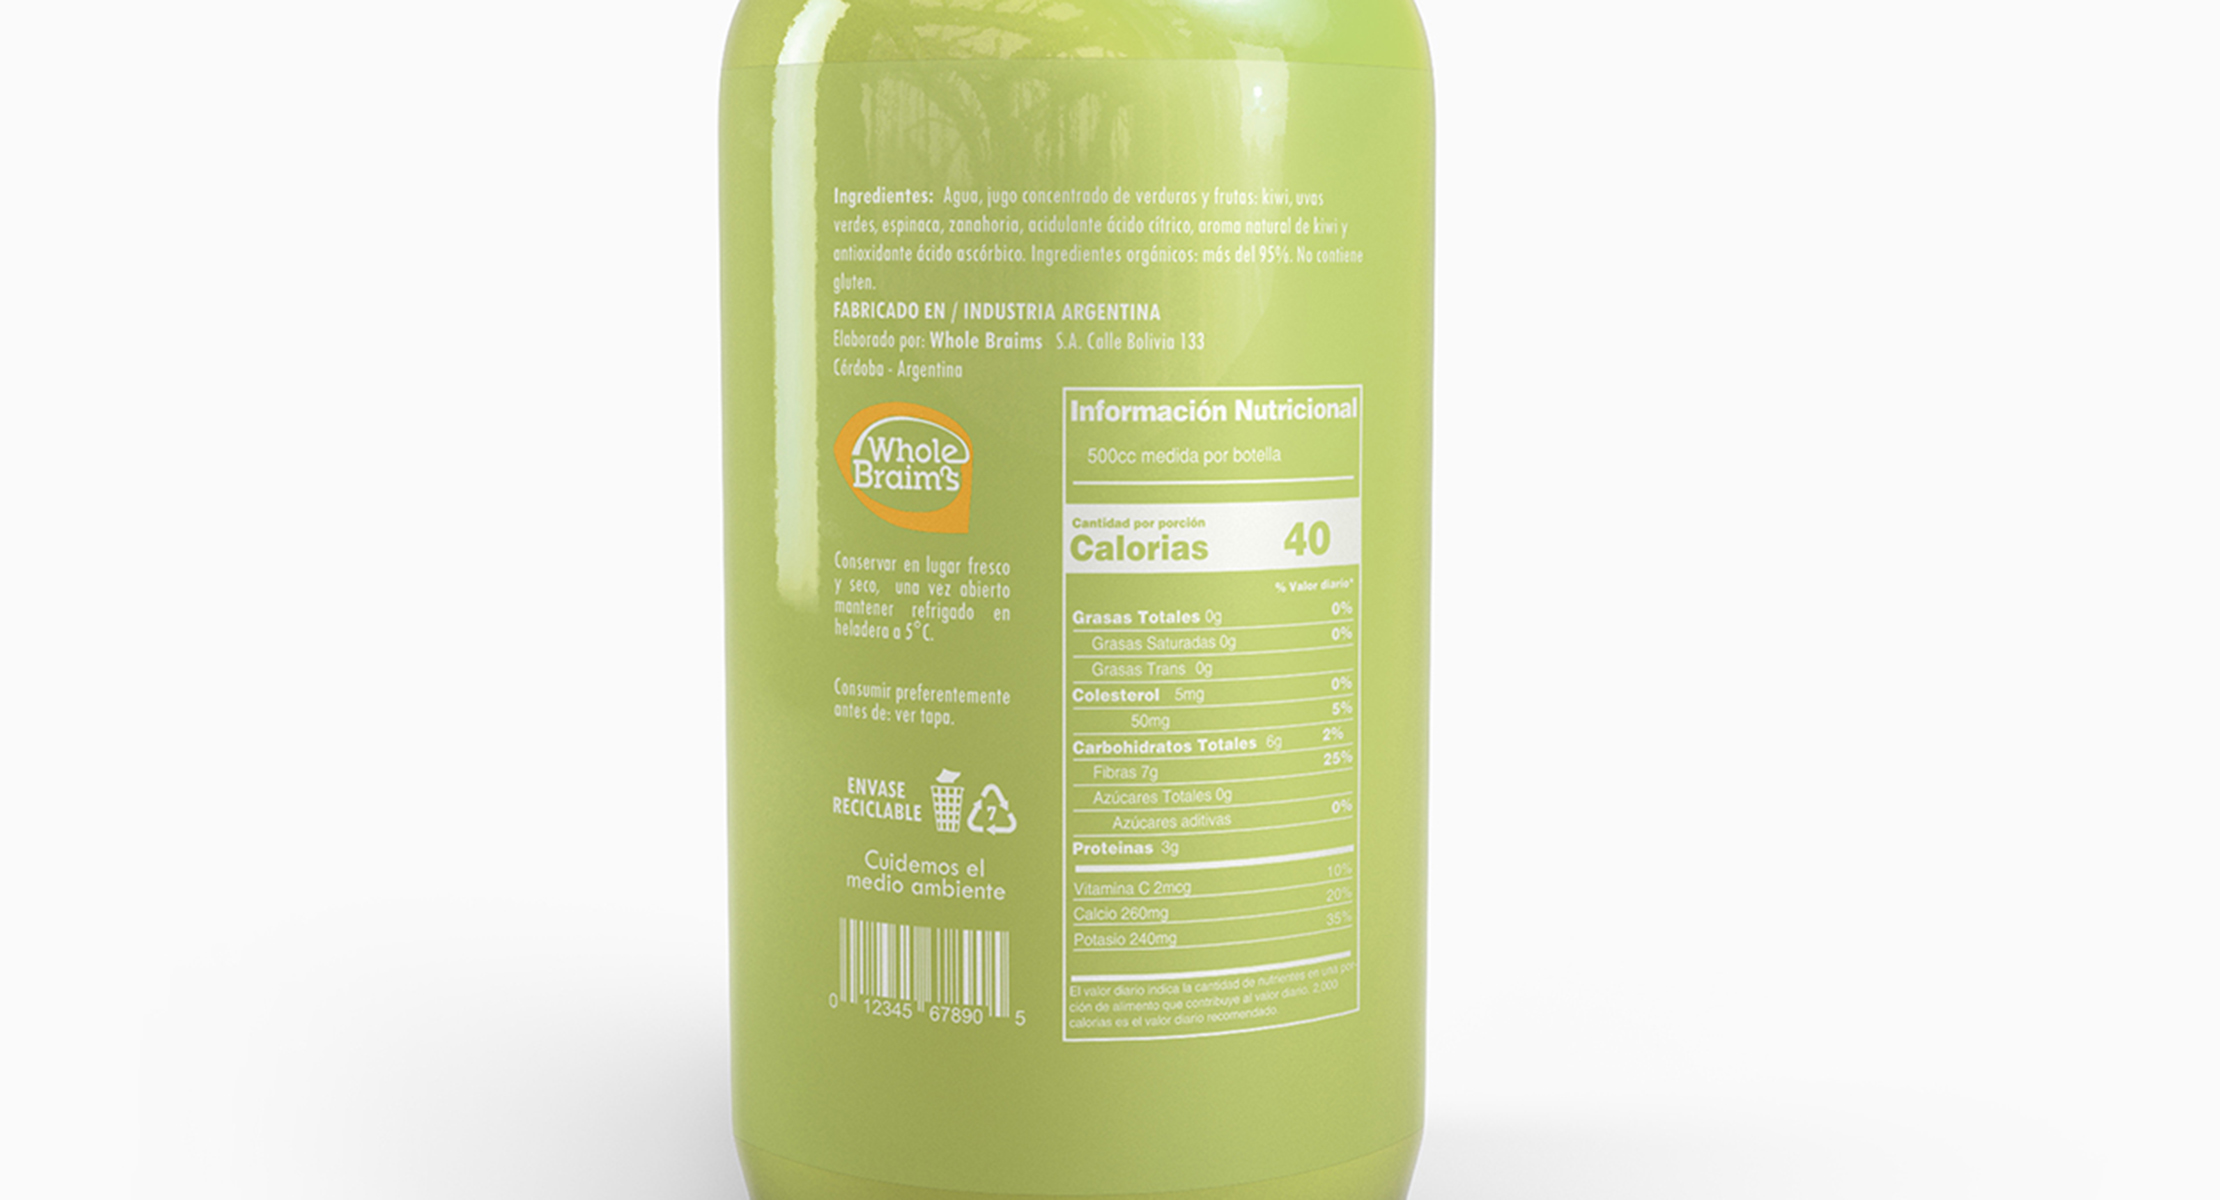 Ingredientes: Agua, jugo concentrado de verduras y frutas: kiwi, uvas
verdes, espinaca, zanahoria, acidulante ácido cítrico, aroma natural de kiwi y
antioxidante ácido ascórbico. Ingredientes orgánicos: más del 95%. No contiene
gluten.
FABRICADO EN / INDUSTRIA ARGENTINA
Elaborado por: Whole Braims S.A. Calle Bolivia 133
Córdoba - Argentina
Whole
Braim's
Conservar en lugar fresco
y seco, una vez abierto
mantener refrigado en
heladera a 5°C.
Consumir preferentemente
antes de: ver tapa.
ENVASE
RECICLABLE
7
Cuidemos el
medio ambiente
0 12345 67890 5
Información Nutricional
500cc medida por botella
Cantidad por porción
Calorias 40
% Valor diario*
Grasas Totales 0g 0%
Grasas Saturadas 0g 0%
Grasas Trans 0g
Colesterol 5mg 0%
50mg 5%
Carbohidratos Totales 6g 2%
Fibras 7g 25%
Azúcares Totales 0g
Azúcares aditivas 0%
Proteinas 3g
Vitamina C 2mcg 10%
Calcio 260mg 20%
Potasio 240mg 35%
El valor diario indica la cantidad de nutrientes en una por-
ción de alimento que contribuye al valor diario. 2,000
calorias es el valor diario recomendado.